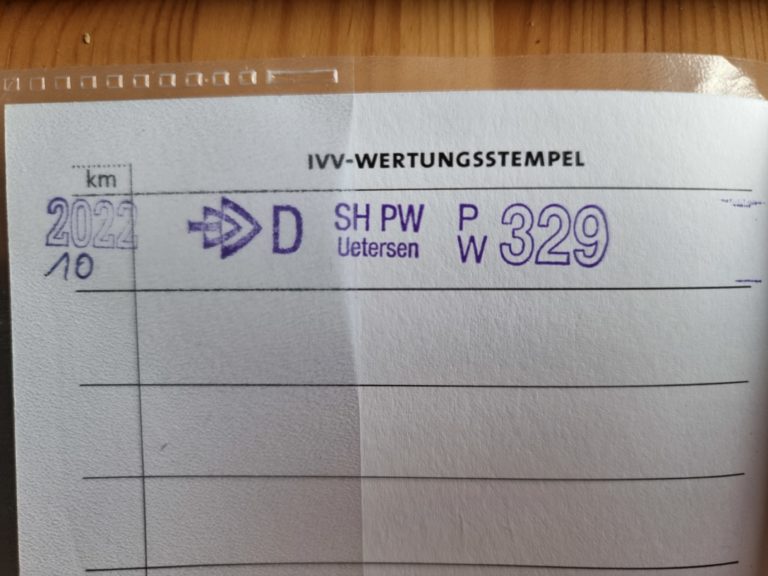 IVV-WERTUNGSSTEMPEL
km
2022 D SH PW P 329
10 Uetersen W